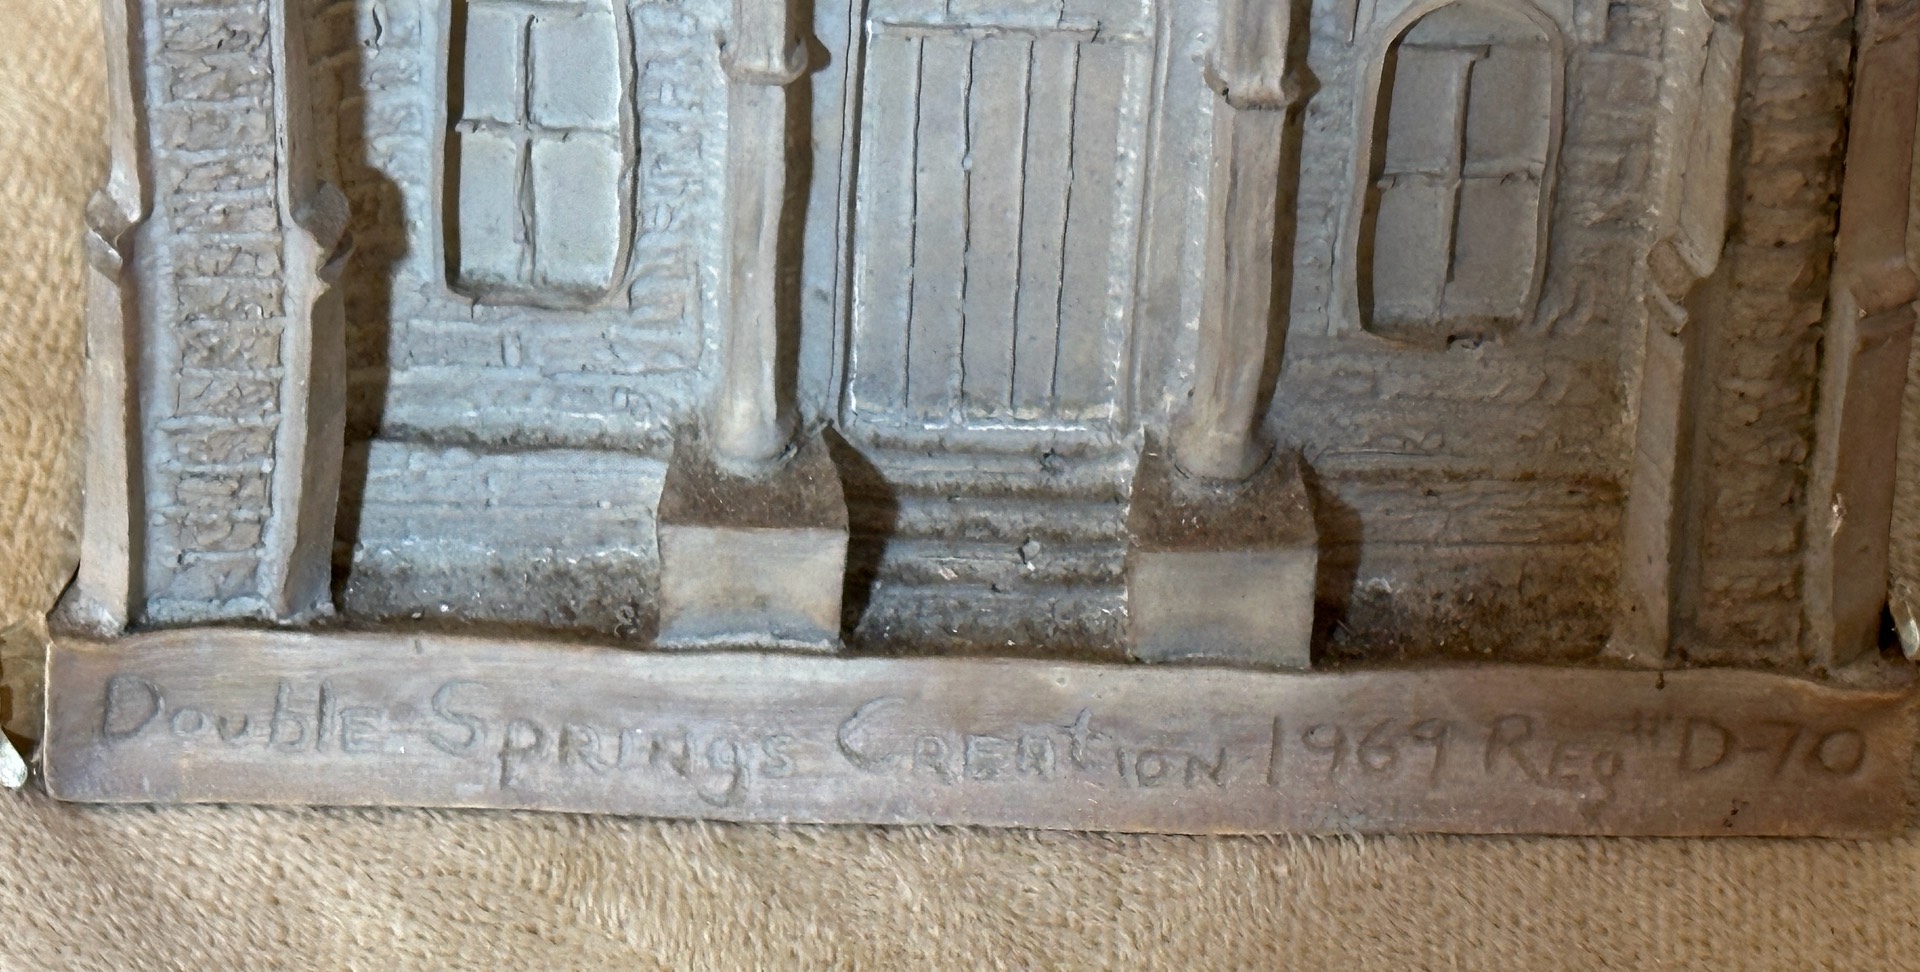 Double Springs Creation 1969 Reg # D-70